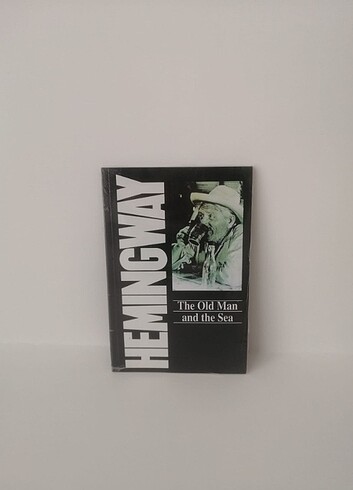 HEMINGWAY
The Old Man
and the Sea